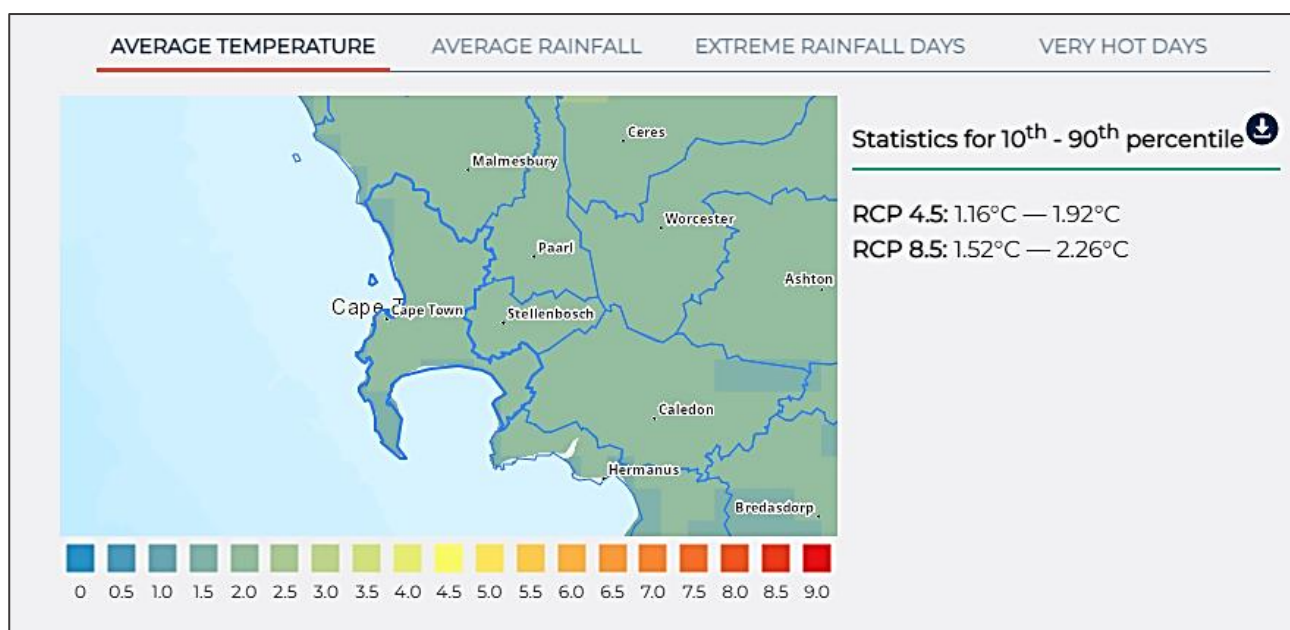 AVERAGE TEMPERATURE AVERAGE RAINFALL EXTREME RAINFALL DAYS VERY HOT DAYS
Statistics for 10th - 90th percentile
RCP 4.5: 1.16°C — 1.92°C
RCP 8.5: 1.52°C — 2.26°C
Ceres
Malmesbury
Worcester
Paarl
Ashton
Cape T
Cape Town
Stellenbosch
Caledon
Hermanus
Bredasdorp
0 0.5 1.0 1.5 2.0 2.5 3.0 3.5 4.0 4.5 5.0 5.5 6.0 6.5 7.0 7.5 8.0 8.5 9.0